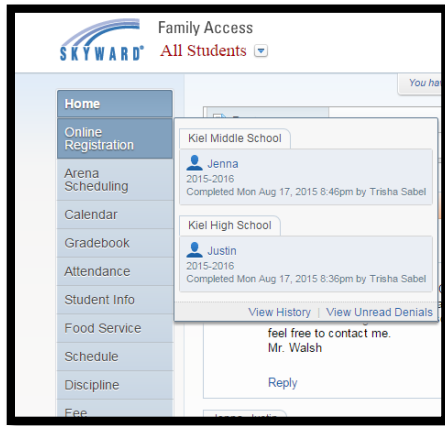 Family Access
SKYWARD®
All Students
You hav
Home
Online
Registration
Arena
Scheduling
Calendar
Gradebook
Attendance
Student Info
Food Service
Schedule
Discipline
Fee
Kiel Middle School
Jenna
2015-2016
Completed Mon Aug 17, 2015 8:46pm by Trisha Sabel
Kiel High School
Justin
2015-2016
Completed Mon Aug 17, 2015 8:36pm by Trisha Sabel
View History | View Unread Denials
feel free to contact me.
Mr. Walsh
Reply